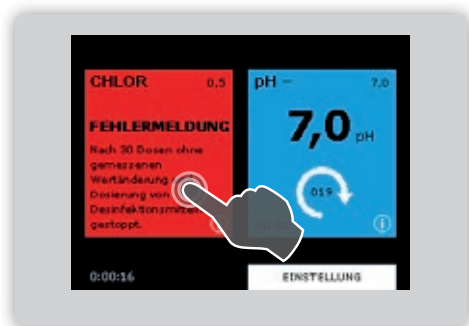 CHLOR 0,5
FEHLERMELDUNG
Nach 30 Dosen ohne
gemessenen
Wertänderung
Dosierung von
Desinfektionsmittel
gestoppt.
pH - 7,0
7,0 pH
019
0:00:16
EINSTELLUNG